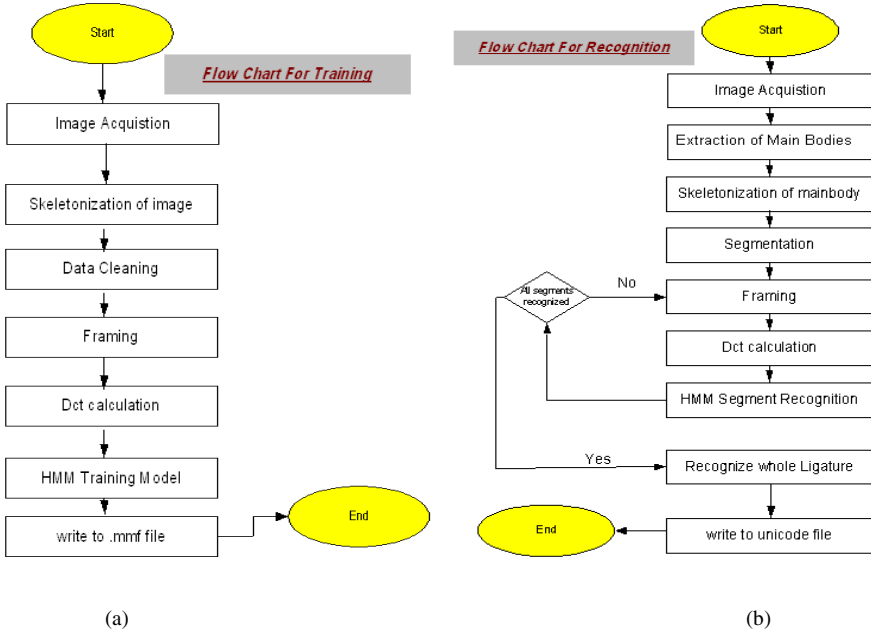 Start
Flow Chart For Training
Image Acquistion
Skeletonization of image
Data Cleaning
Framing
Dct calculation
HMM Training Model
write to .mmf file
End
(a)
Start
Flow Chart For Recognition
Image Acquistion
Extraction of Main Bodies
Skeletonization of mainbody
Segmentation
All segments
recognized
No
Framing
Dct calculation
HMM Segment Recognition
Yes
Recognize whole Ligature
write to unicode file
End
(b)